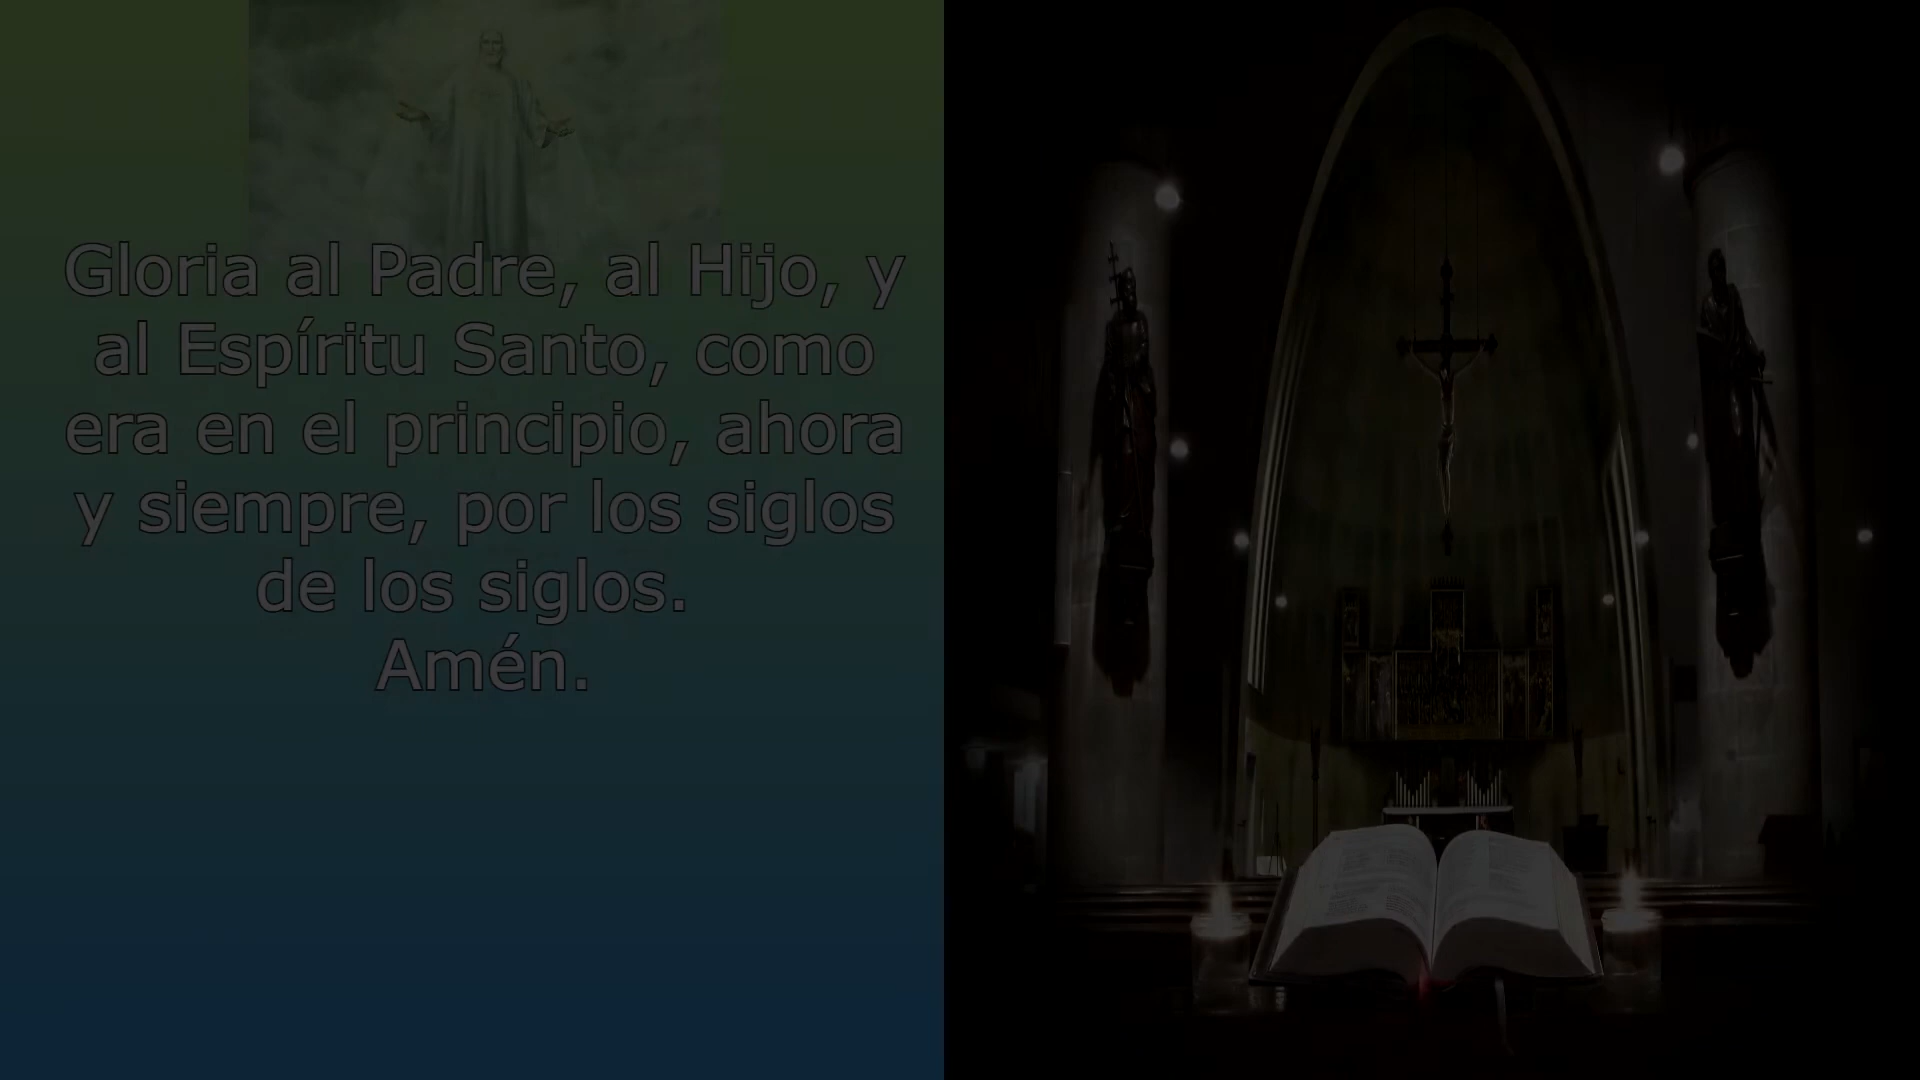 Gloria al Padre, al Hijo, y
al Espíritu Santo, como
era en el principio, ahora
y siempre, por los siglos
de los siglos.
Amén.